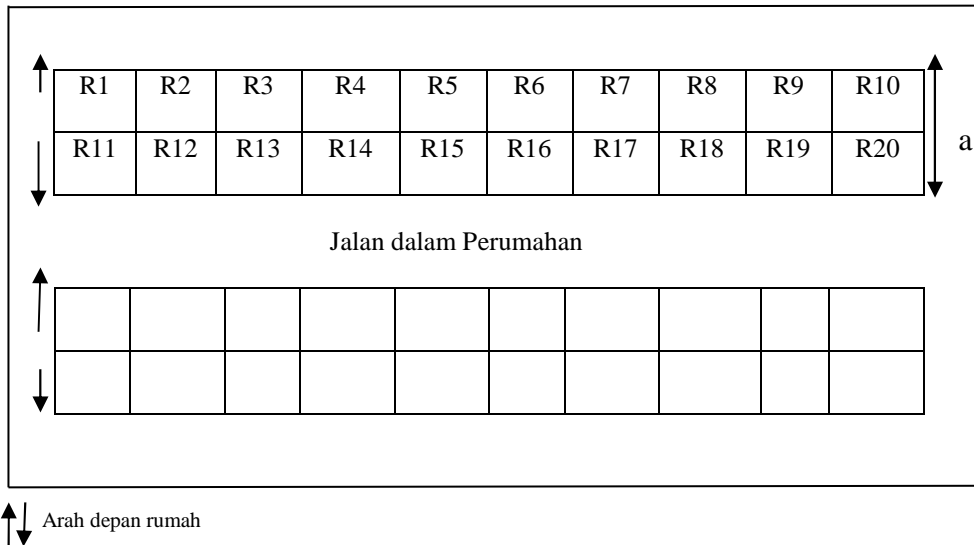 R1 R2 R3 R4 R5 R6 R7 R8 R9 R10
R11 R12 R13 R14 R15 R16 R17 R18 R19 R20
a
Jalan dalam Perumahan
Arah depan rumah